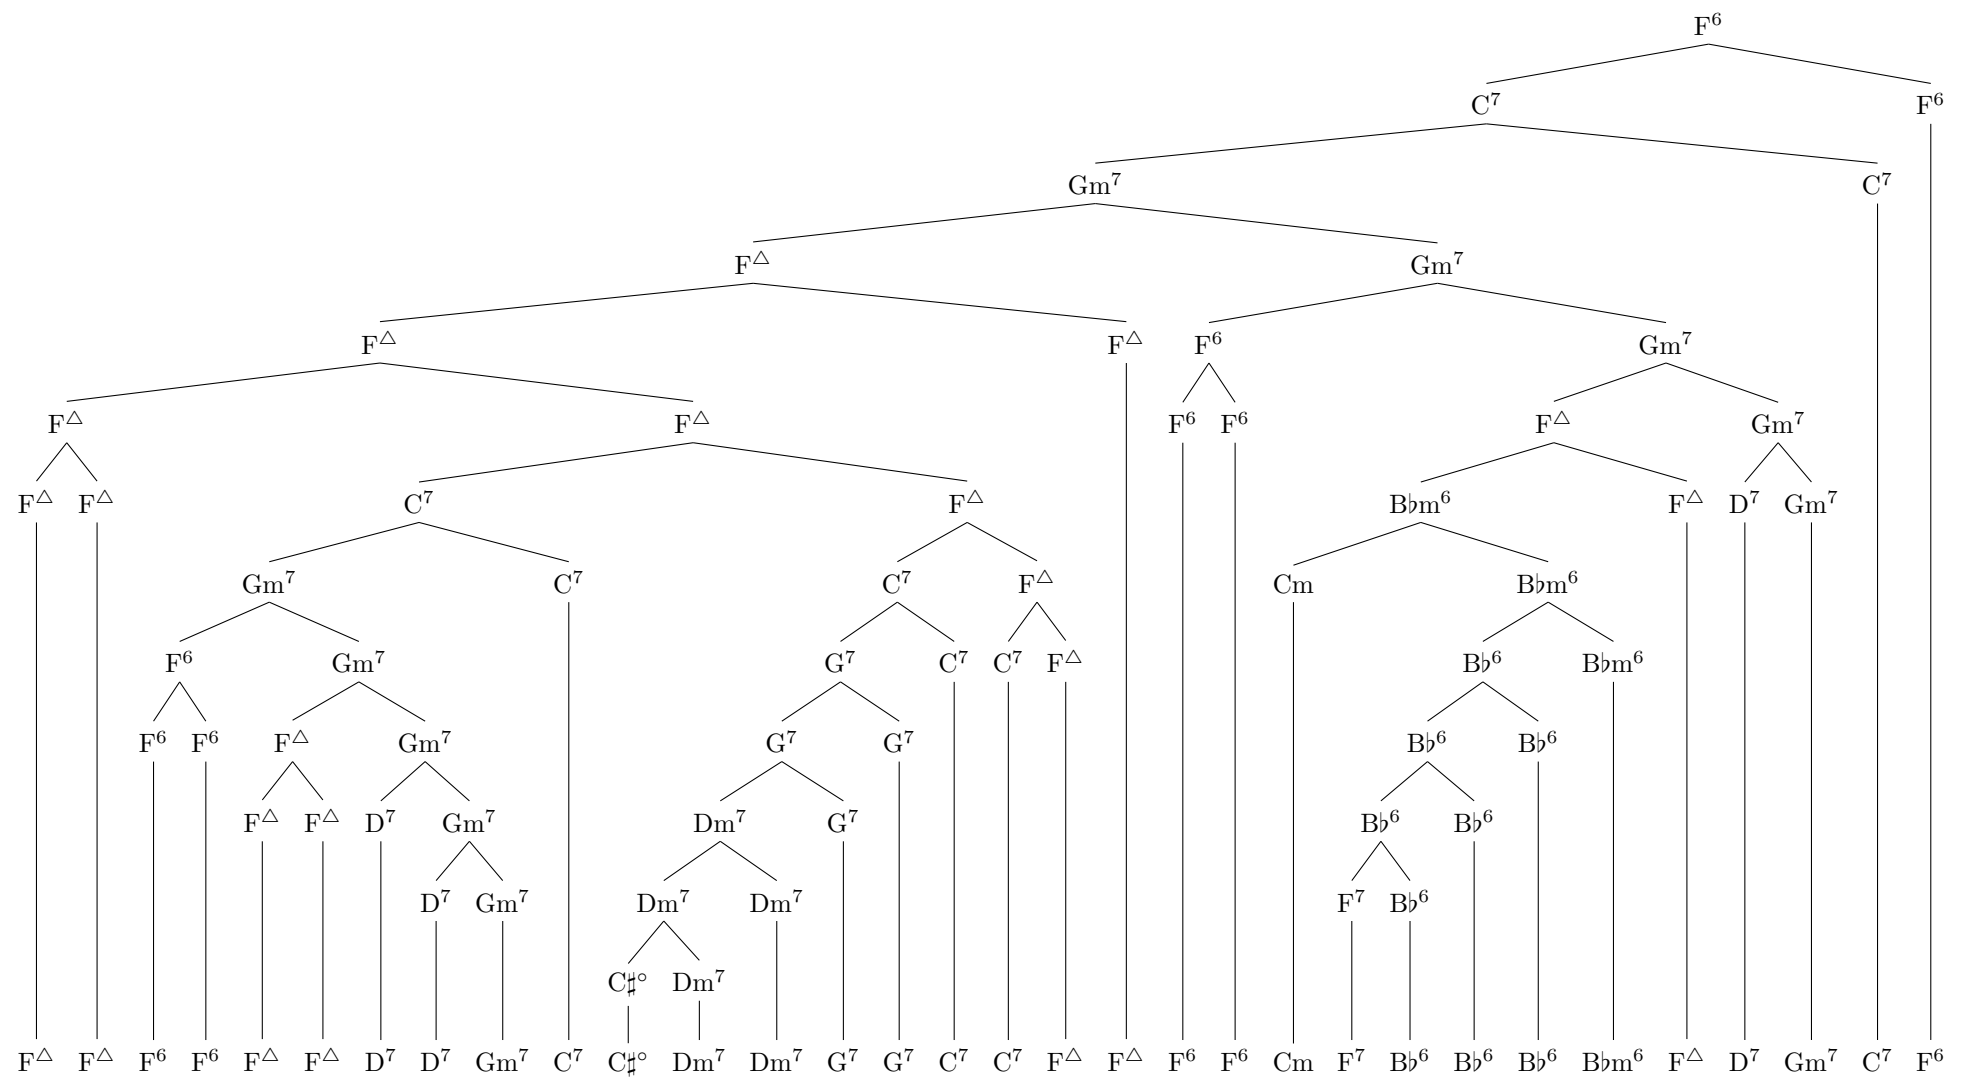 F⁶
C⁷ F⁶
Gm⁷ C⁷
F△ Gm⁷
F△ F△ F⁶ Gm⁷
F△ F△ F⁶ F⁶ F△ Gm⁷
F△ F△ C⁷ F△ B♭m⁶ F△ D⁷ Gm⁷
Gm⁷ C⁷ C⁷ F△ Cm B♭m⁶
F⁶ Gm⁷ G⁷ C⁷ C⁷ F△ B♭⁶ B♭m⁶
F⁶ F⁶ F△ Gm⁷ G⁷ G⁷ B♭⁶ B♭⁶
F△ F△ D⁷ Gm⁷ Dm⁷ G⁷ B♭⁶ B♭⁶
D⁷ Gm⁷ Dm⁷ Dm⁷ F⁷ B♭⁶
C♯° Dm⁷
F△ F△ F⁶ F⁶ F△ F△ D⁷ D⁷ Gm⁷ C⁷ C♯° Dm⁷ Dm⁷ G⁷ G⁷ C⁷ C⁷ F△ F△ F⁶ F⁶ Cm F⁷ B♭⁶ B♭⁶ B♭⁶ B♭m⁶ F△ D⁷ Gm⁷ C⁷ F⁶